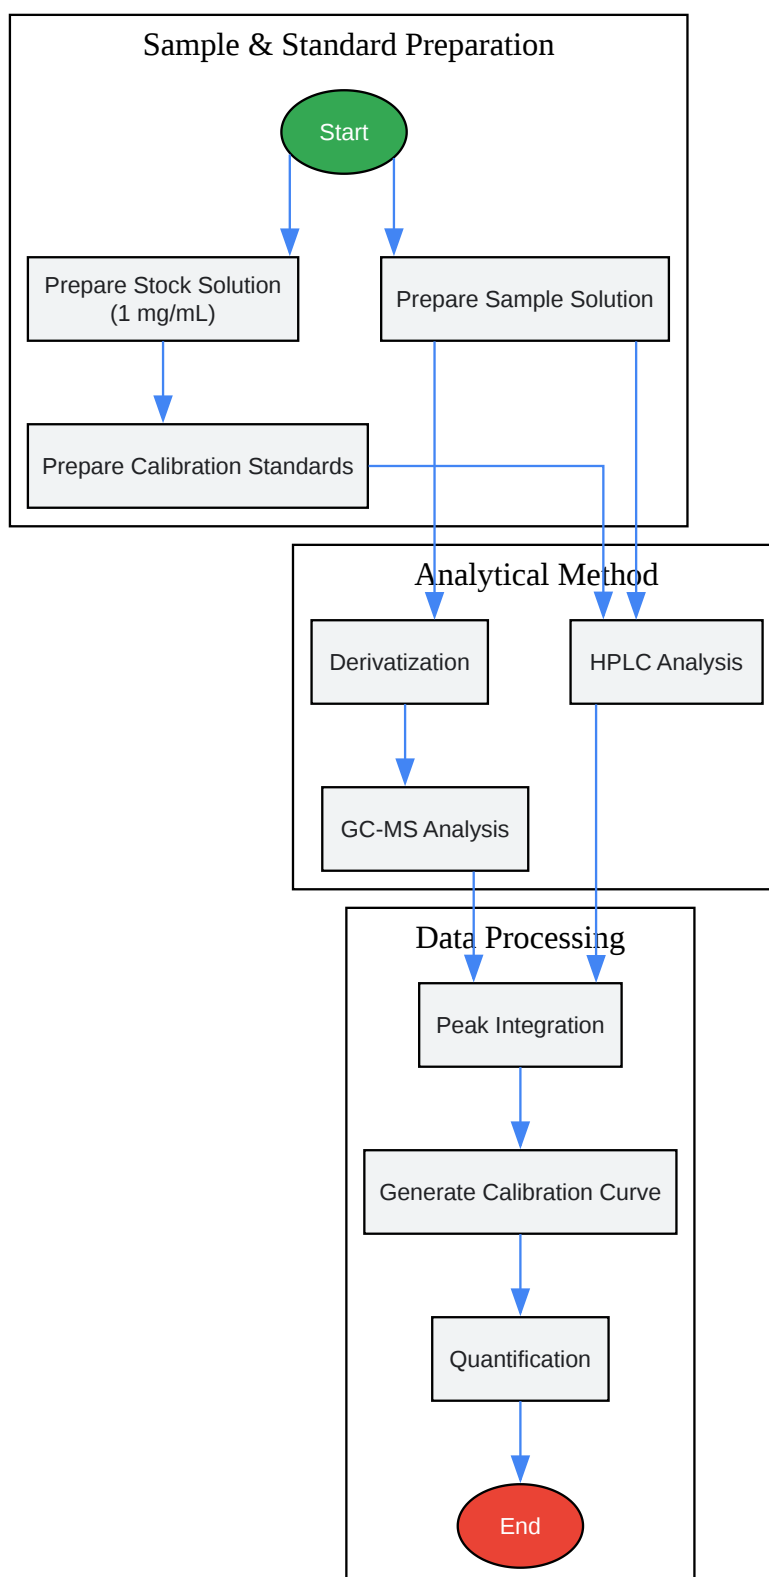 Sample & Standard Preparation
Start
Prepare Stock Solution
(1 mg/mL)
Prepare Sample Solution
Prepare Calibration Standards
Analytical Method
Derivatization
HPLC Analysis
GC-MS Analysis
Data Processing
Peak Integration
Generate Calibration Curve
Quantification
End